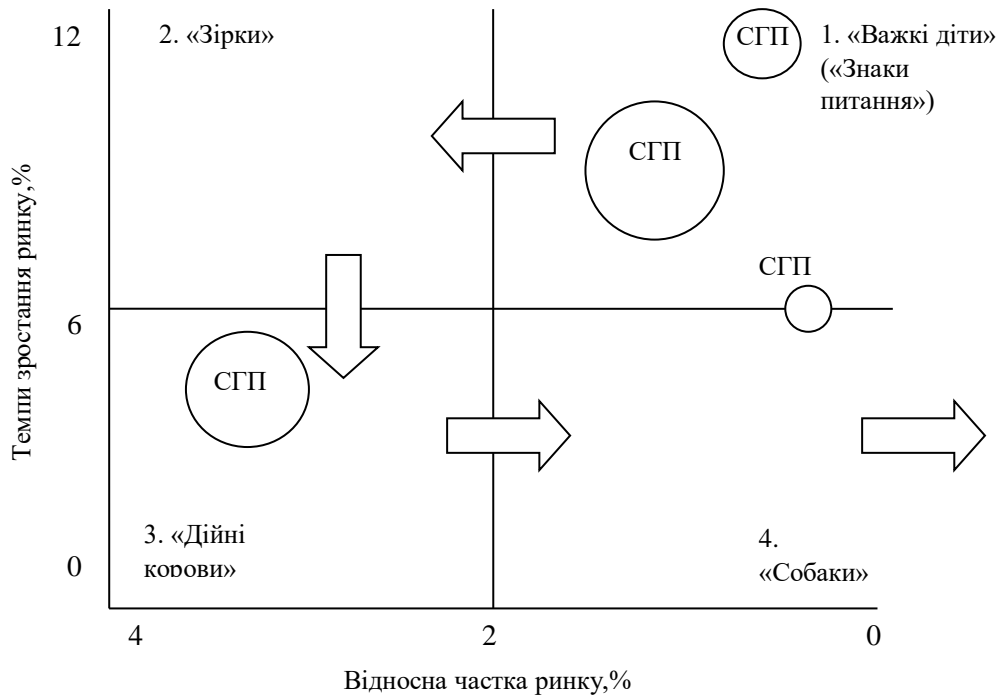 12
2. «Зірки»
СГП
1. «Важкі діти»
(«Знаки
питання»)
СГП
СГП
Темпи зростання ринку,%
6
СГП
3. «Дійні
корови»
4.
«Собаки»
0
4
2
0
Відносна частка ринку,%